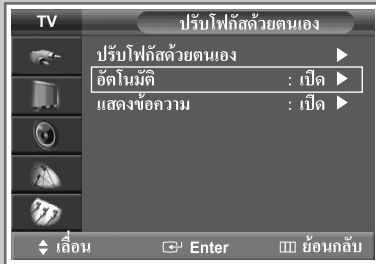 TV ปรับโฟกัสด้วยตนเอง
ปรับโฟกัสด้วยตนเอง
อัตโนมัติ : เปิด
แสดงข้อความ : เปิด
เลื่อน Enter ย้อนกลับ